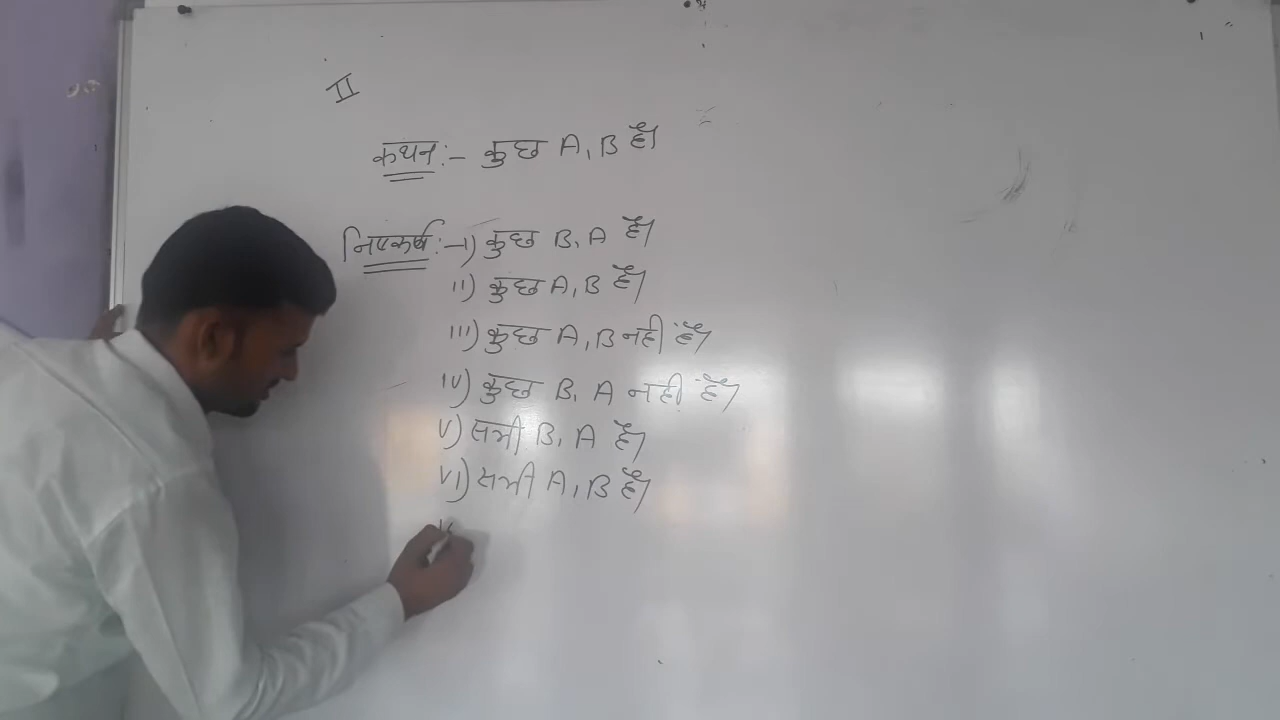 II
कथन:- कुछ A, B हैं।
निष्कर्ष:- i) कुछ B, A हैं।
ii) कुछ A, B हैं।
iii) कुछ A, B नही हैं।
iv) कुछ B, A नही हैं।
v) सभी B, A हैं।
vi) सभी A, B हैं।